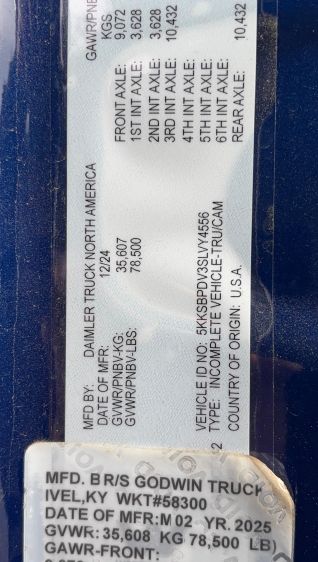 MFD BY: DAIMLER TRUCK NORTH AMERICA
DATE OF MFR: 12/24
GVWR/PNBV-KG: 35,607
GVWR/PNBV-LBS: 78,500
GAWR/PNB
KGS
FRONT AXLE: 9,072
1ST INT AXLE: 3,628
2ND INT AXLE: 3,628
3RD INT AXLE: 10,432
4TH INT AXLE:
5TH INT AXLE:
6TH INT AXLE:
REAR AXLE: 10,432
VEHICLE ID NO: 5KKSBPDV3SLVY4556
2 TYPE: INCOMPLETE VEHICLE-TRU/CAM
COUNTRY OF ORIGIN: U.S.A.
MFD. B R/S GODWIN TRUCK
IVEL,KY WKT#58300
DATE OF MFR:M 02 YR. 2025
GVWR: 35,608 KG 78,500 LB)
GAWR-FRONT: